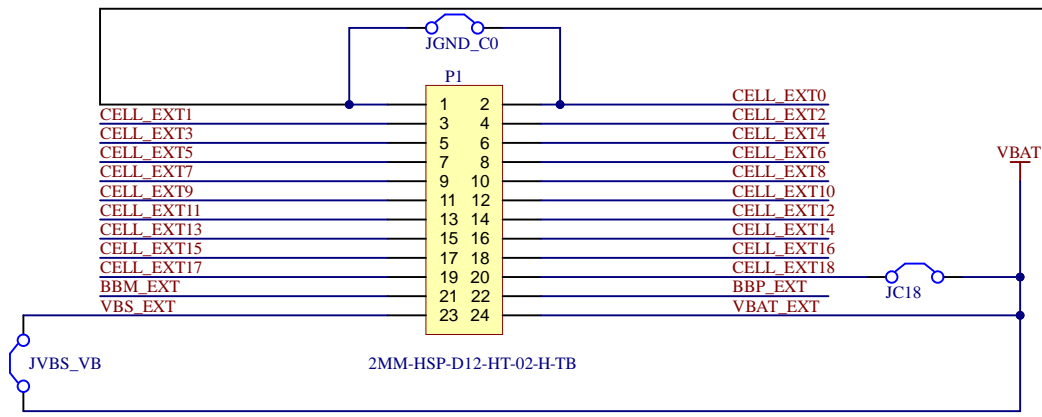 JGND_C0
P1
1 2 CELL_EXT0
CELL_EXT1 3 4 CELL_EXT2
CELL_EXT3 5 6 CELL_EXT4
CELL_EXT5 7 8 CELL_EXT6
VBAT
CELL_EXT7 9 10 CELL_EXT8
CELL_EXT9 11 12 CELL_EXT10
CELL_EXT11 13 14 CELL_EXT12
CELL_EXT13 15 16 CELL_EXT14
CELL_EXT15 17 18 CELL_EXT16
CELL_EXT17 19 20 CELL_EXT18
JC18
BBM_EXT 21 22 BBP_EXT
VBS_EXT 23 24 VBAT_EXT
JVBS_VB
2MM-HSP-D12-HT-02-H-TB